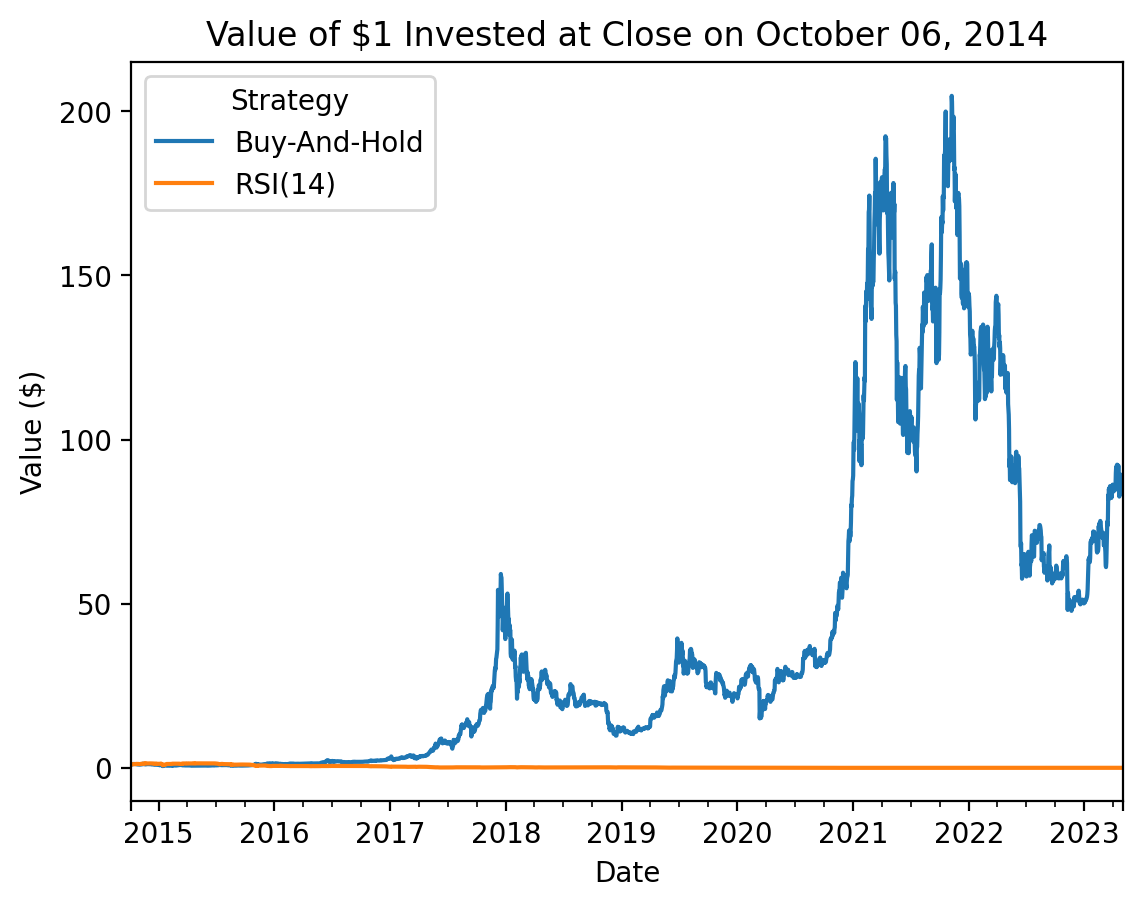 Value of $1 Invested at Close on October 06, 2014
Strategy
Buy-And-Hold
RSI(14)
Value ($)
200
150
100
50
0
2015 2016 2017 2018 2019 2020 2021 2022 2023
Date